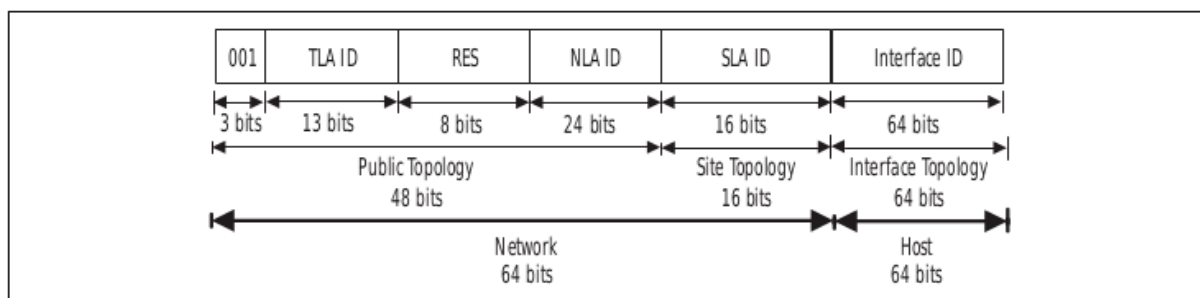 001 TLA ID RES NLA ID SLA ID Interface ID
3 bits 13 bits 8 bits 24 bits 16 bits 64 bits
Public Topology Site Topology Interface Topology
48 bits 16 bits 64 bits
Network Host
64 bits 64 bits